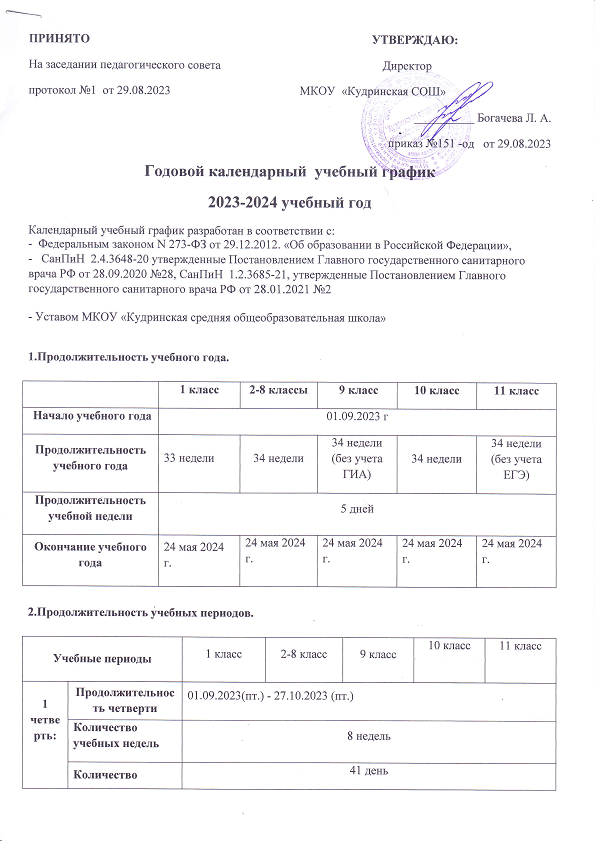 ПРИНЯТО УТВЕРЖДАЮ:
На заседании педагогического совета Директор
протокол №1 от 29.08.2023 МКОУ «Кудринская СОШ»
__________ Богачева Л. А.
приказ №151 -од от 29.08.2023
Годовой календарный учебный график
2023-2024 учебный год
Календарный учебный график разработан в соответствии с:
- Федеральным законом N 273-ФЗ от 29.12.2012. «Об образовании в Российской Федерации»,
- СанПиН 2.4.3648-20 утвержденные Постановлением Главного государственного санитарного
врача РФ от 28.09.2020 №28, СанПиН 1.2.3685-21, утвержденные Постановлением Главного
государственного санитарного врача РФ от 28.01.2021 №2
- Уставом МКОУ «Кудринская средняя общеобразовательная школа»
1.Продолжительность учебного года.
1 класс 2-8 классы 9 класс 10 класс 11 класс
Начало учебного года 01.09.2023 г
Продолжительность
учебного года
33 недели
34 недели
34 недели
(без учета
ГИА)
34 недели
34 недели
(без учета
ЕГЭ)
Продолжительность
учебной недели
5 дней
Окончание учебного
года
24 мая 2024
г.
24 мая 2024
г.
24 мая 2024
г.
24 мая 2024
г.
24 мая 2024
г.
2.Продолжительность учебных периодов.
Учебные периоды 1 класс 2-8 класс 9 класс 10 класс 11 класс
1
четве
рть:
Продолжительнос
ть четверти
01.09.2023(пт.) - 27.10.2023 (пт.)
Количество
учебных недель
8 недель
Количество 41 день